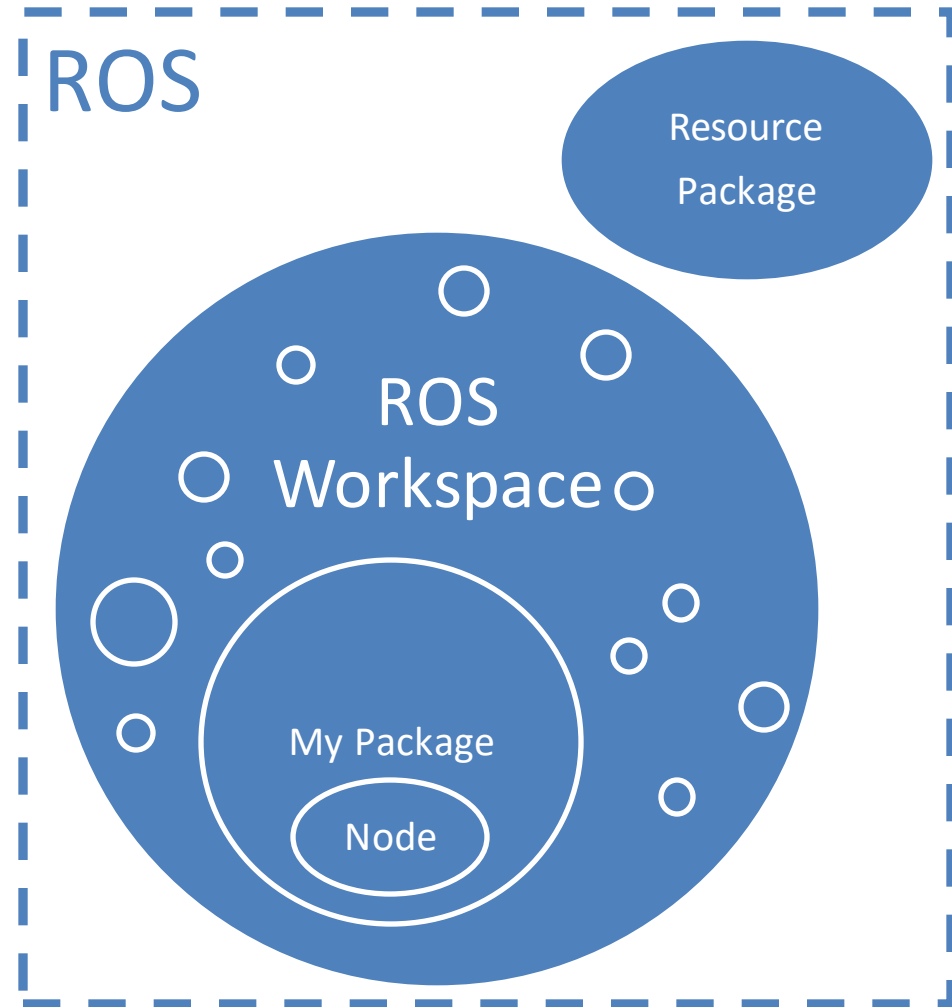 ROS
Resource
Package
ROS
Workspace
My Package
Node